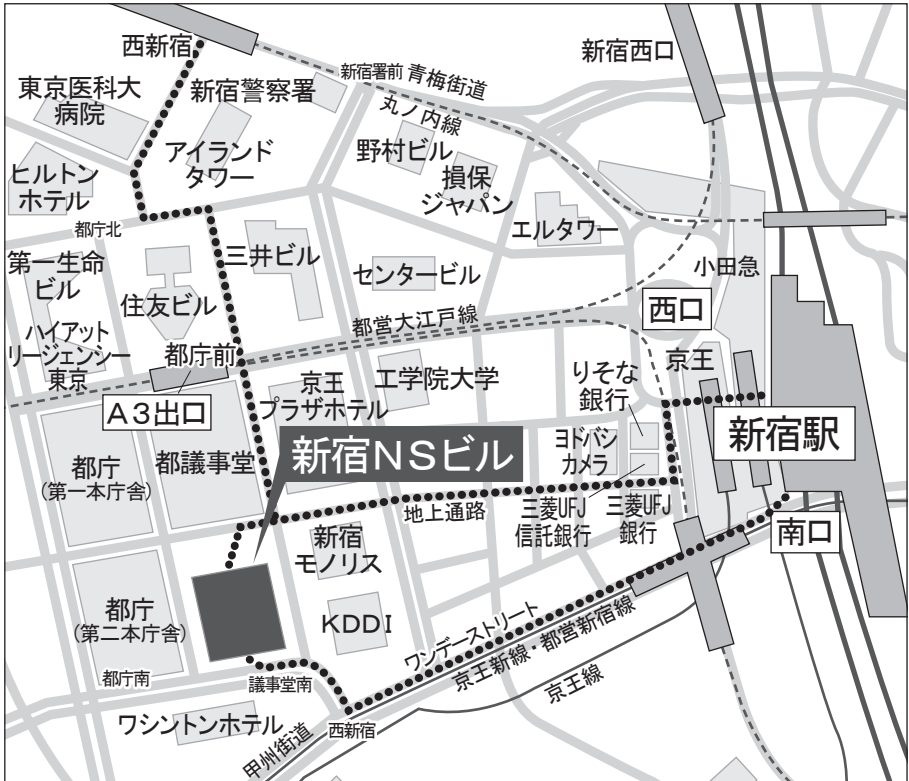 西新宿
新宿西口
東京医科大
病院
新宿警察署
新宿署前
青梅街道
丸ノ内線
アイランド
タワー
野村ビル
損保
ジャパン
ヒルトン
ホテル
エルタワー
都庁北
三井ビル
小田急
第一生命
ビル
センタービル
住友ビル
西口
都営大江戸線
ハイアット
リージェンシー
東京
都庁前
京王
りそな
銀行
京王
プラザホテル
工学院大学
A3出口
新宿駅
ヨドバシ
カメラ
都議事堂
新宿NSビル
都庁
(第一本庁舎)
地上通路
三菱UFJ
信託銀行
三菱UFJ
銀行
南口
新宿
モノリス
都庁
(第二本庁舎)
KDDI
ワンデーストリート
京王新線・都営新宿線
京王線
都庁南
議事堂南
ワシントンホテル
西新宿
甲州街道